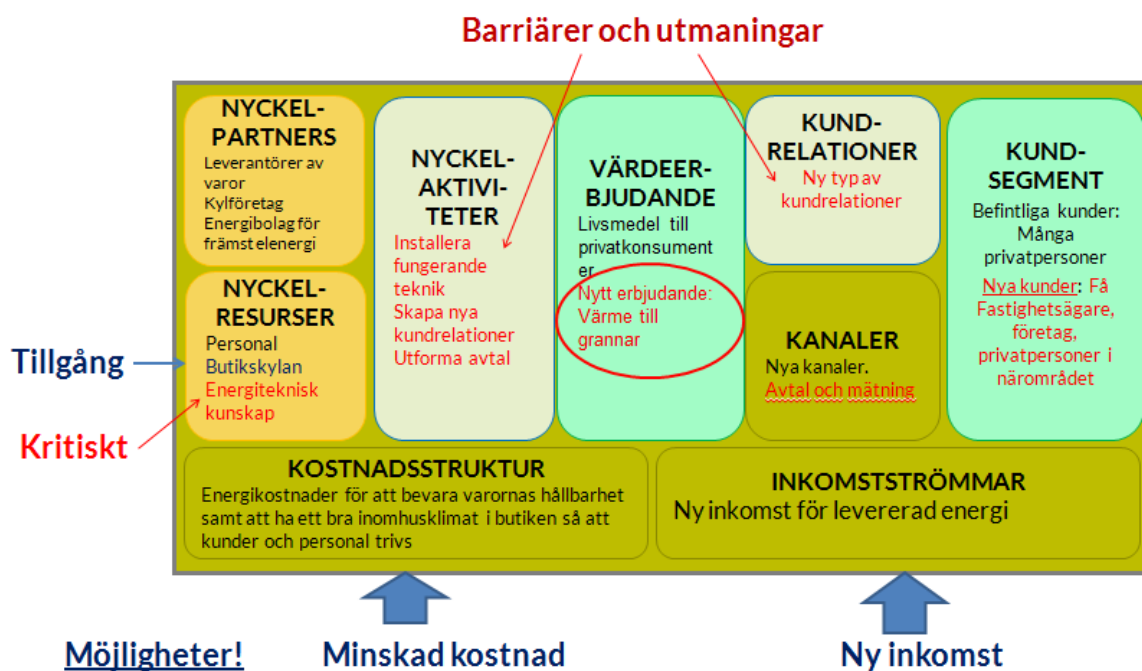 Barriärer och utmaningar
NYCKEL-
PARTNERS
Leverantörer av
varor
Kylföretag
Energibolag för
främst elenergi
NYCKEL-
RESURSER
Personal
Butikskylan
Energiteknisk
kunskap
NYCKEL-
AKTIVI-
TETER
Installera
fungerande
teknik
Skapa nya
kundrelationer
Utforma avtal
VÄRDEER-
BJUDANDE
Livsmedel till
privatkonsument
er
Nytt erbjudande:
Värme till
grannar
KUND-
RELATIONER
Ny typ av
kundrelationer
KANALER
Nya kanaler.
Avtal och mätning
KUND-
SEGMENT
Befintliga kunder:
Många
privatpersoner
Nya kunder: Få
Fastighetsägare,
företag,
privatpersoner i
närområdet
Tillgång
Kritiskt
KOSTNADSSTRUKTUR
Energikostnader för att bevara varornas hållbarhet
samt att ha ett bra inomhusklimat i butiken så att
kunder och personal trivs
INKOMSTSTRÖMMAR
Ny inkomst för levererad energi
Möjligheter!
Minskad kostnad
Ny inkomst